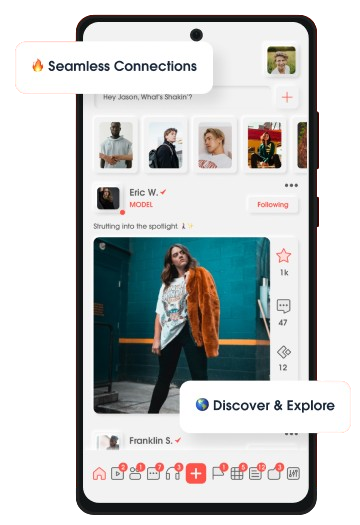 🔥 Seamless Connections
Hey Jason, What's Shakin'?
Eric W.
MODEL
Following
Strutting into the spotlight.
1k
47
12
🌎 Discover & Explore
Franklin S.